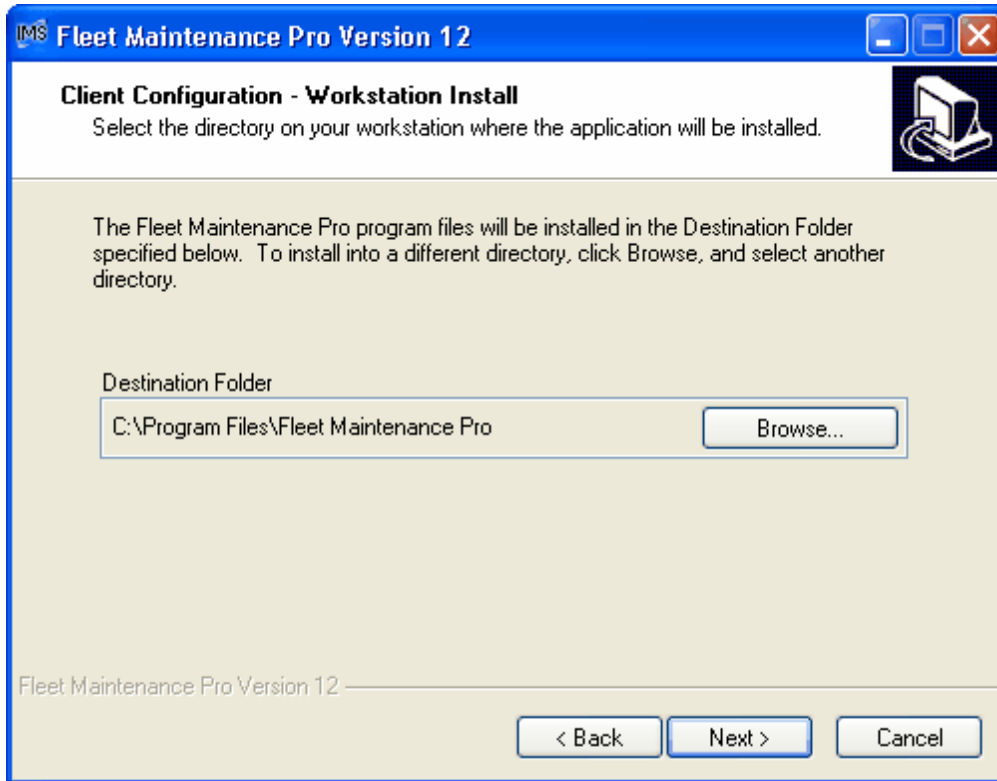 IMS Fleet Maintenance Pro Version 12
Client Configuration - Workstation Install
Select the directory on your workstation where the application will be installed.
The Fleet Maintenance Pro program files will be installed in the Destination Folder
specified below.  To install into a different directory, click Browse, and select another
directory.
Destination Folder
C:\Program Files\Fleet Maintenance Pro
Browse...
Fleet Maintenance Pro Version 12
< Back
Next >
Cancel